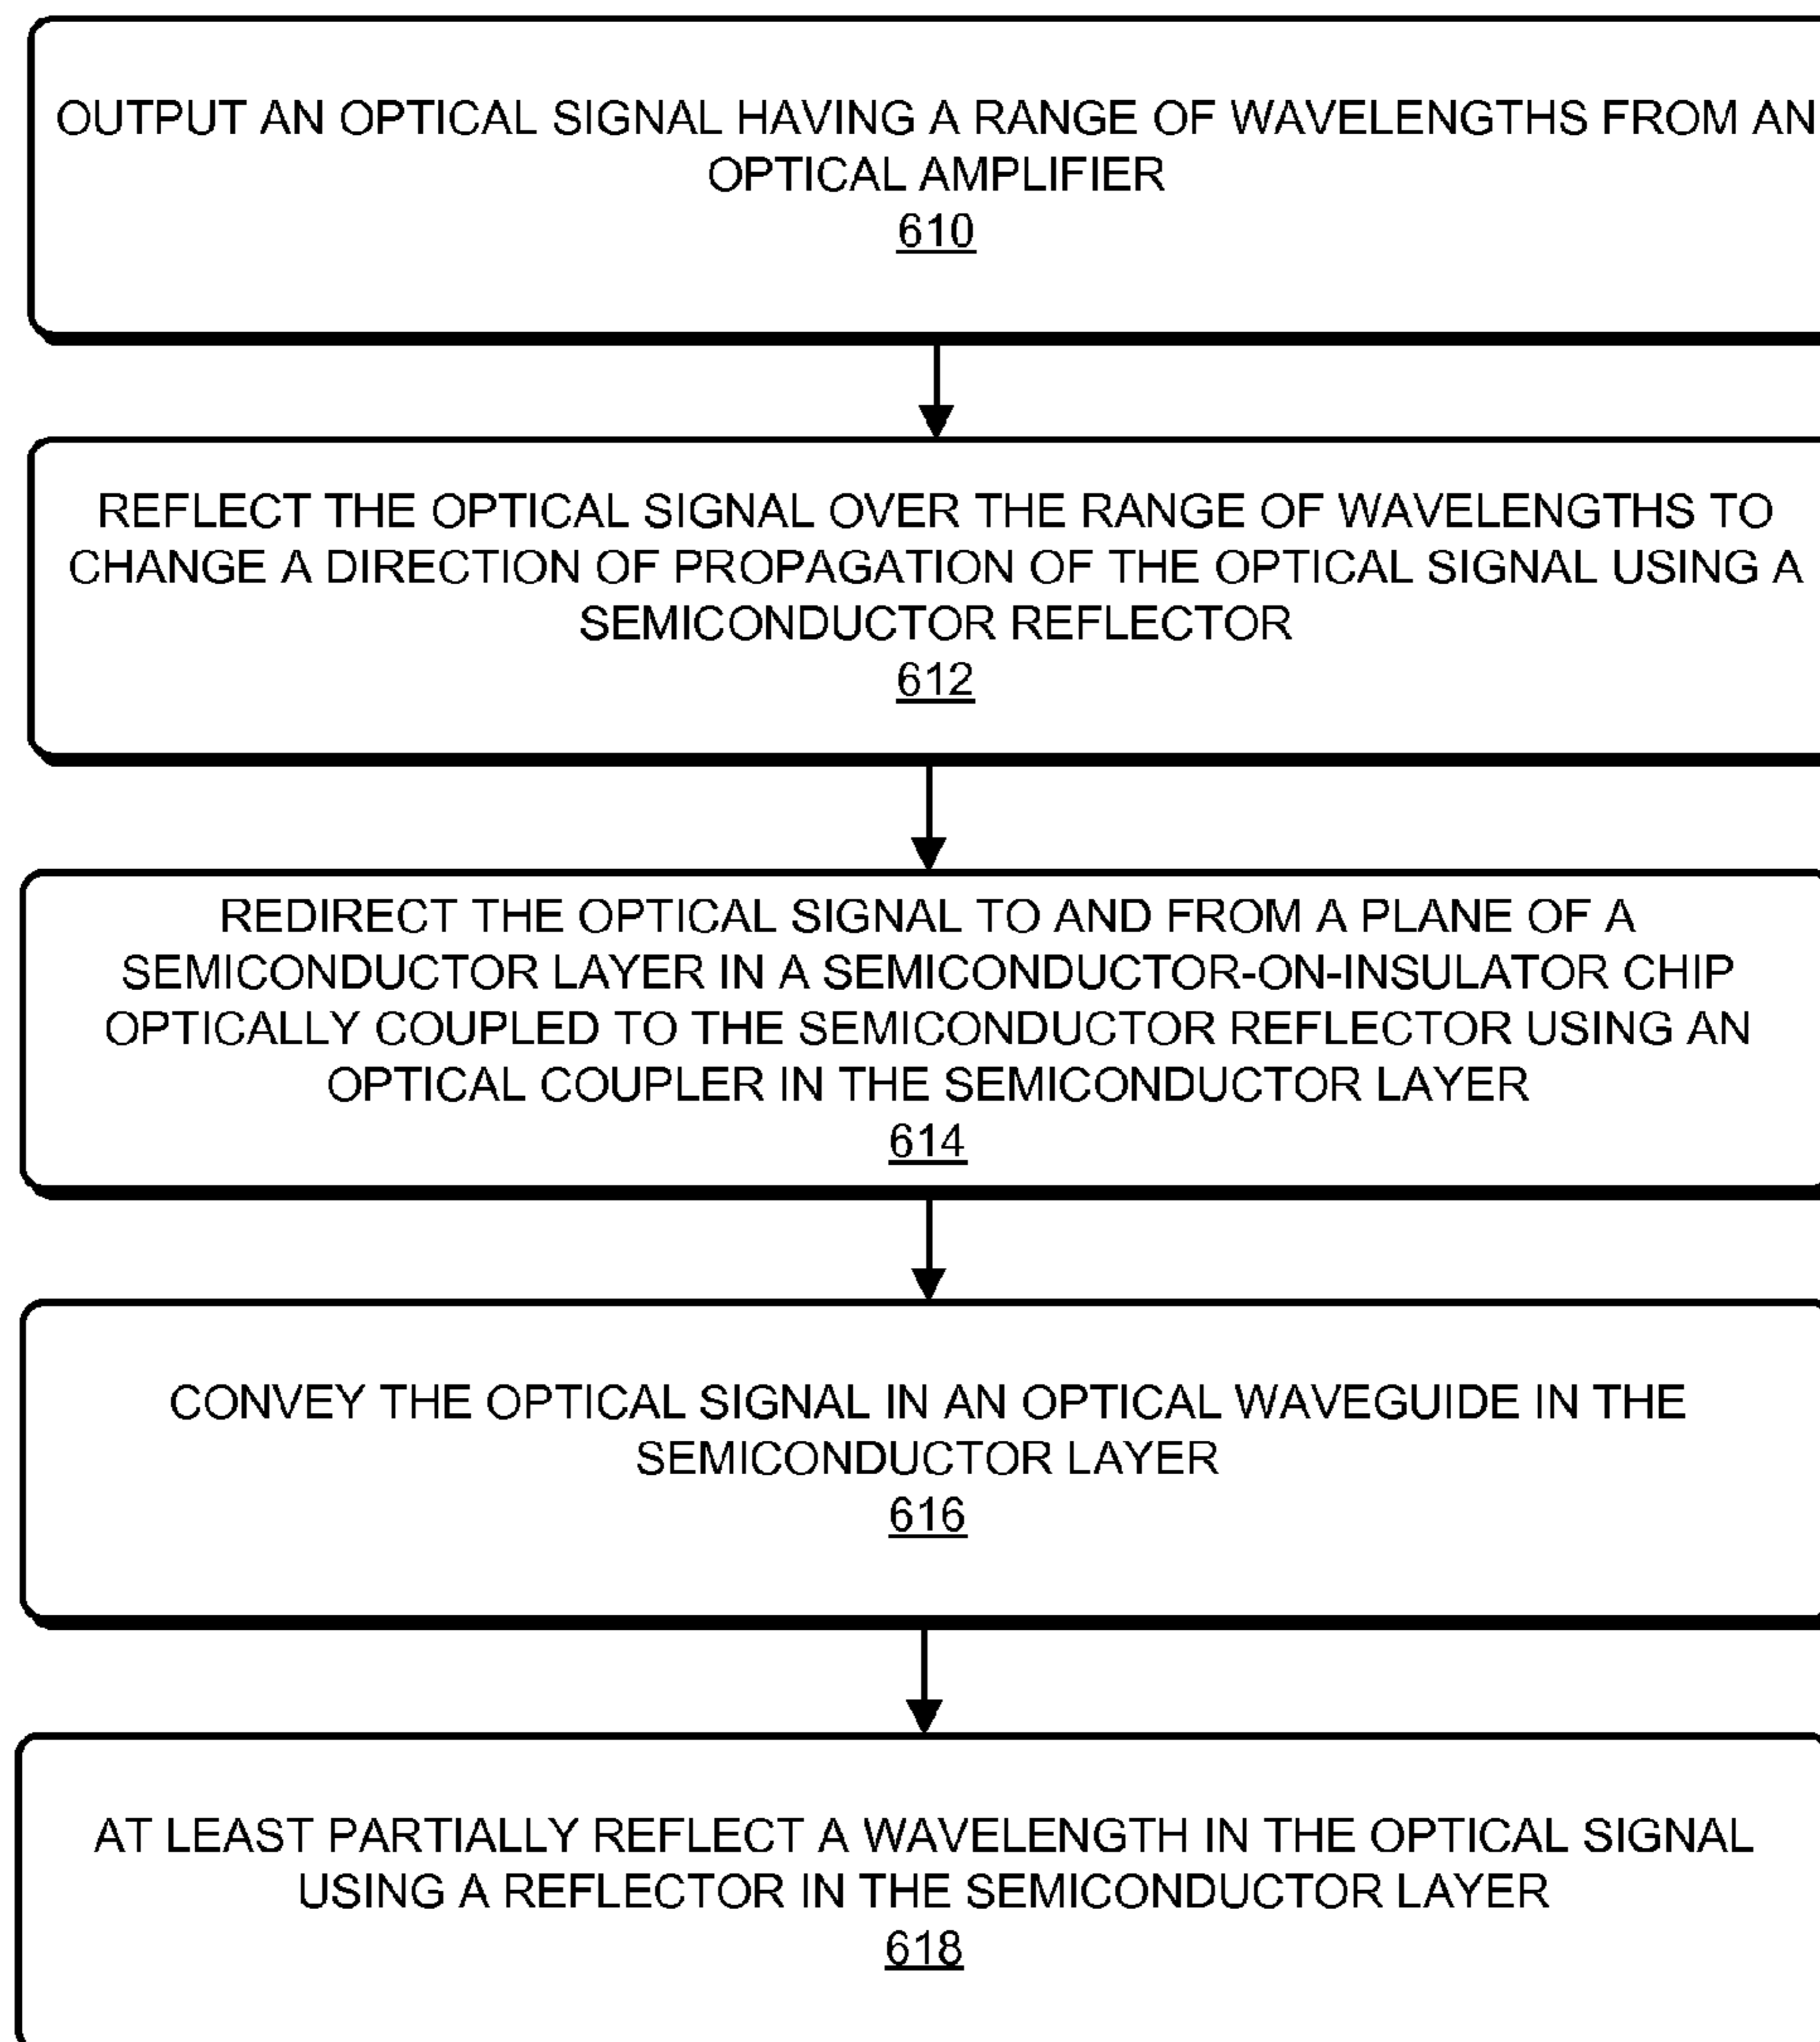 OUTPUT AN OPTICAL SIGNAL HAVING A RANGE OF WAVELENGTHS FROM AN
OPTICAL AMPLIFIER
610
REFLECT THE OPTICAL SIGNAL OVER THE RANGE OF WAVELENGTHS TO
CHANGE A DIRECTION OF PROPAGATION OF THE OPTICAL SIGNAL USING A
SEMICONDUCTOR REFLECTOR
612
REDIRECT THE OPTICAL SIGNAL TO AND FROM A PLANE OF A
SEMICONDUCTOR LAYER IN A SEMICONDUCTOR-ON-INSULATOR CHIP
OPTICALLY COUPLED TO THE SEMICONDUCTOR REFLECTOR USING AN
OPTICAL COUPLER IN THE SEMICONDUCTOR LAYER
614
CONVEY THE OPTICAL SIGNAL IN AN OPTICAL WAVEGUIDE IN THE
SEMICONDUCTOR LAYER
616
AT LEAST PARTIALLY REFLECT A WAVELENGTH IN THE OPTICAL SIGNAL
USING A REFLECTOR IN THE SEMICONDUCTOR LAYER
618